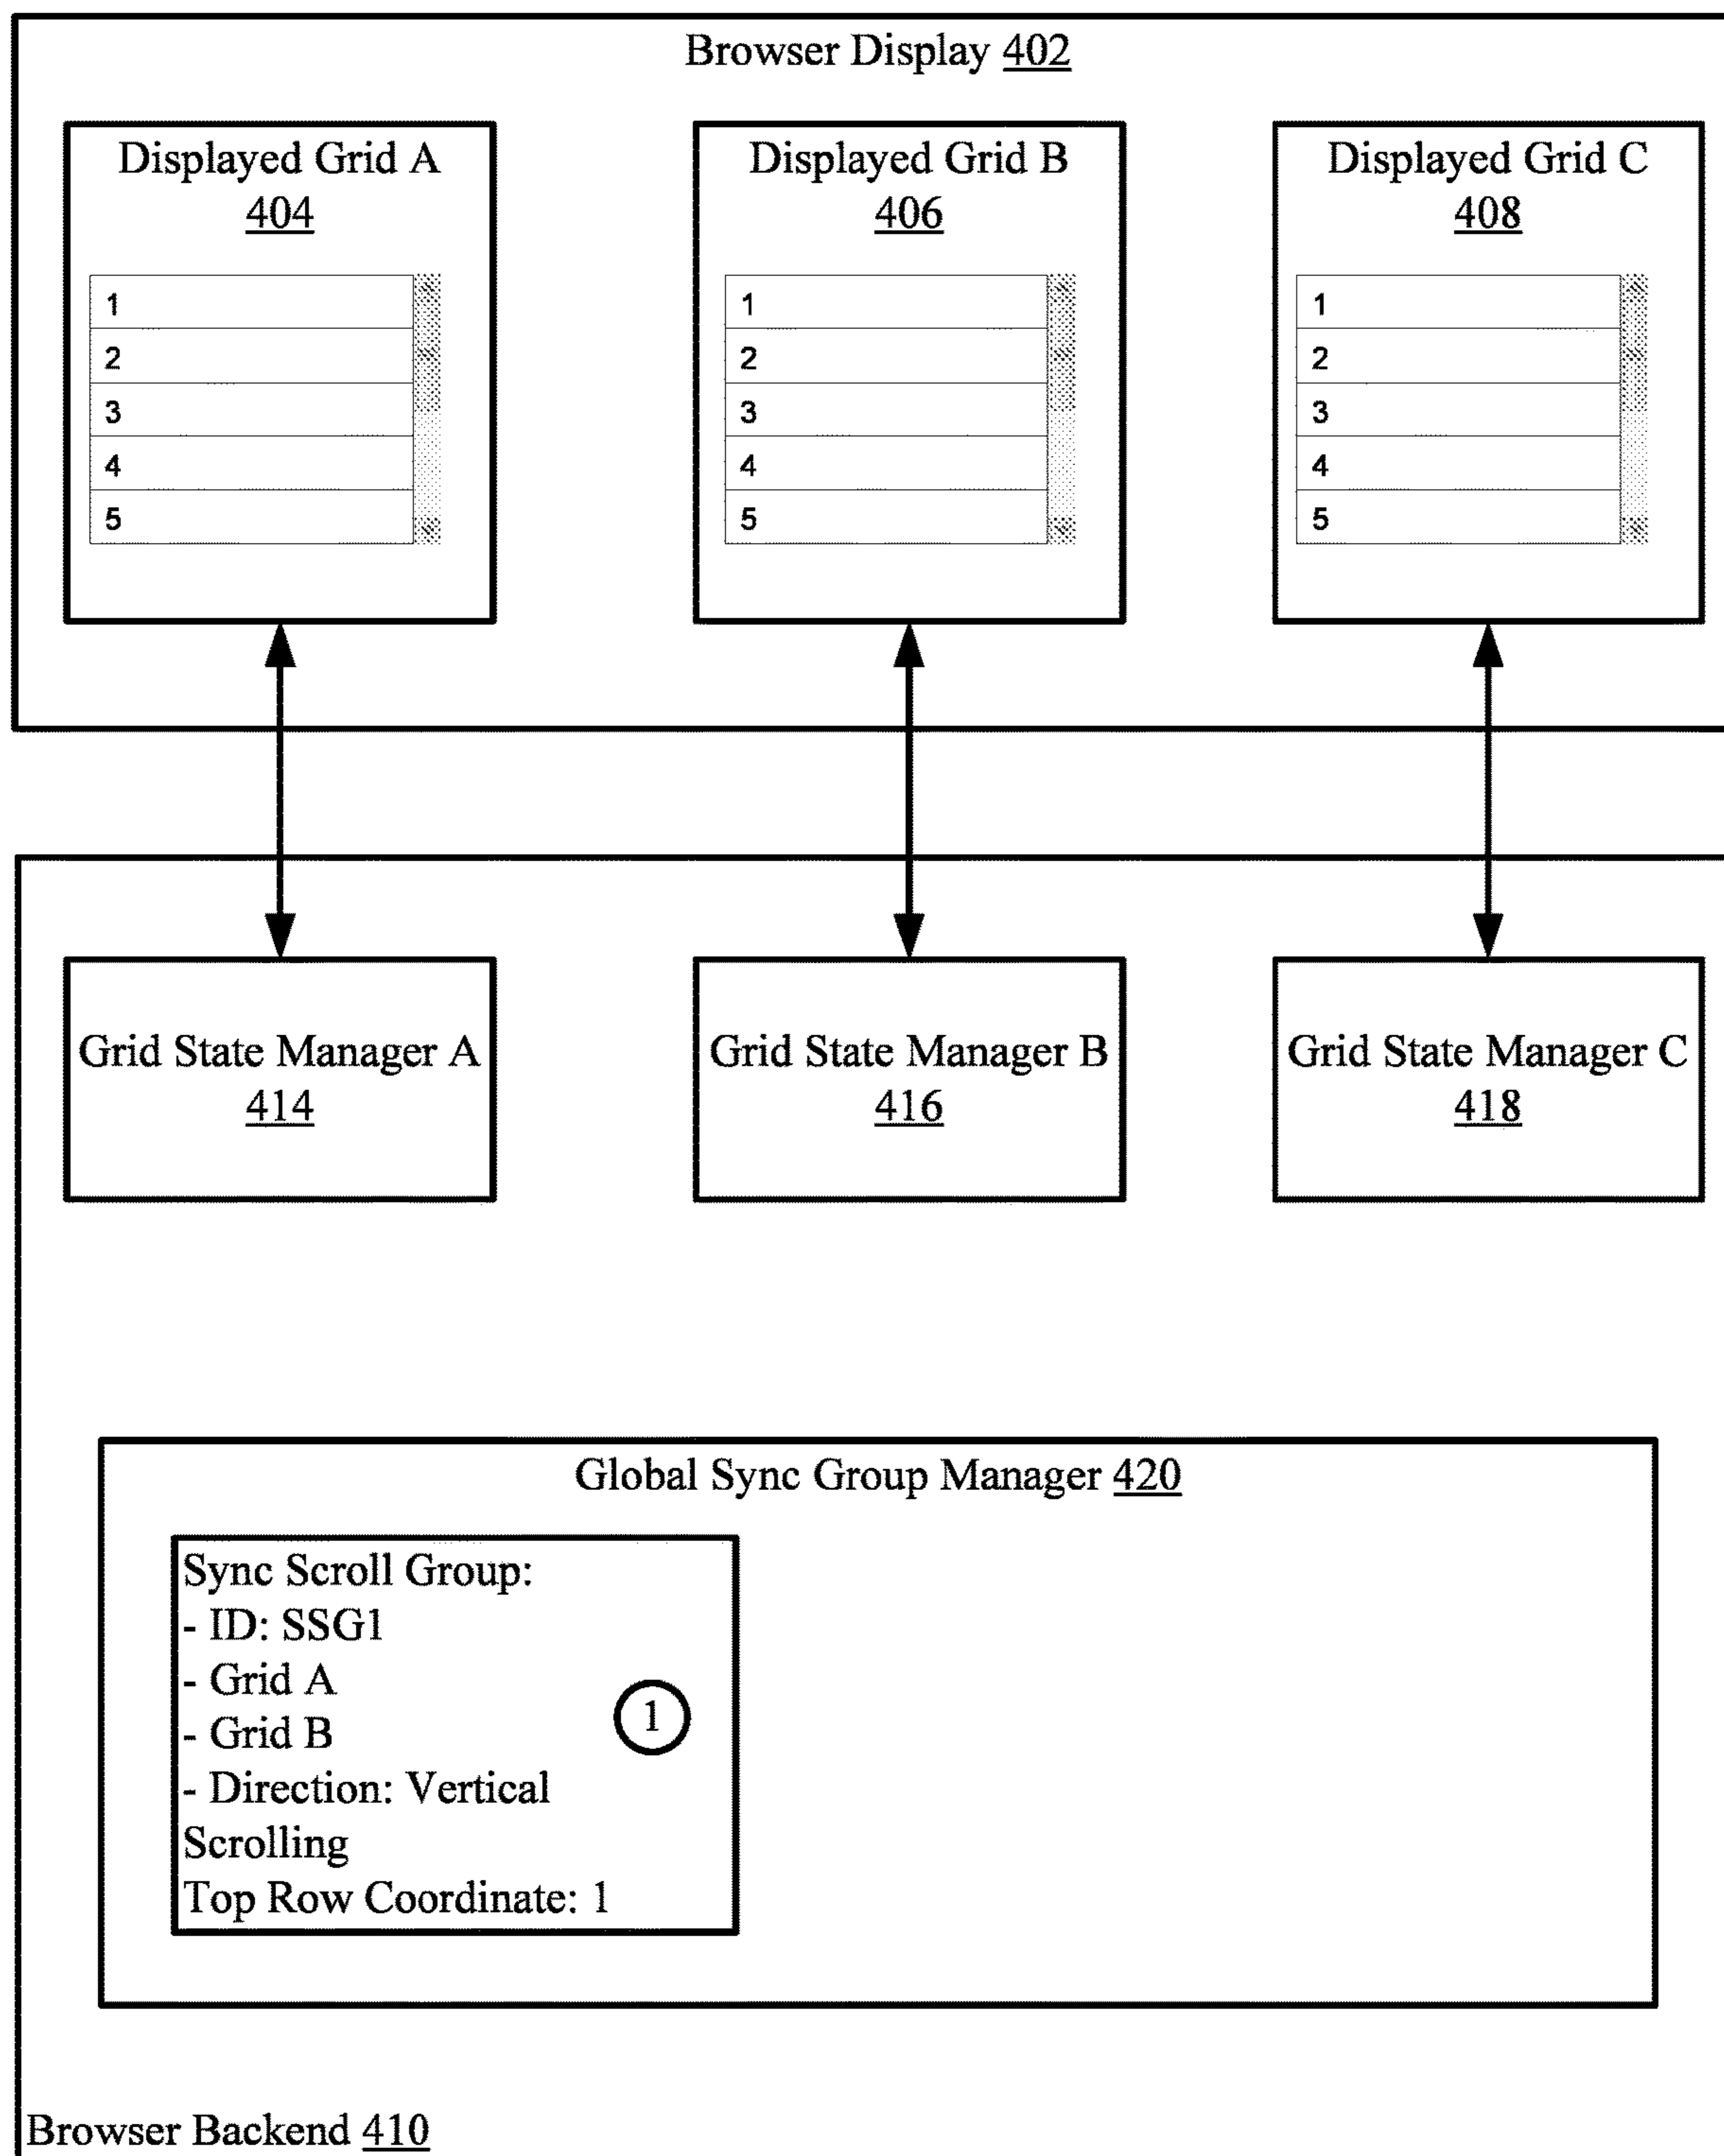 Browser Display 402
Displayed Grid A
404
1
2
3
4
5
Displayed Grid B
406
1
2
3
4
5
Displayed Grid C
408
1
2
3
4
5
Grid State Manager A
414
Grid State Manager B
416
Grid State Manager C
418
Global Sync Group Manager 420
Sync Scroll Group:
- ID: SSG1
- Grid A
- Grid B
- Direction: Vertical
Scrolling
Top Row Coordinate: 1
1
Browser Backend 410